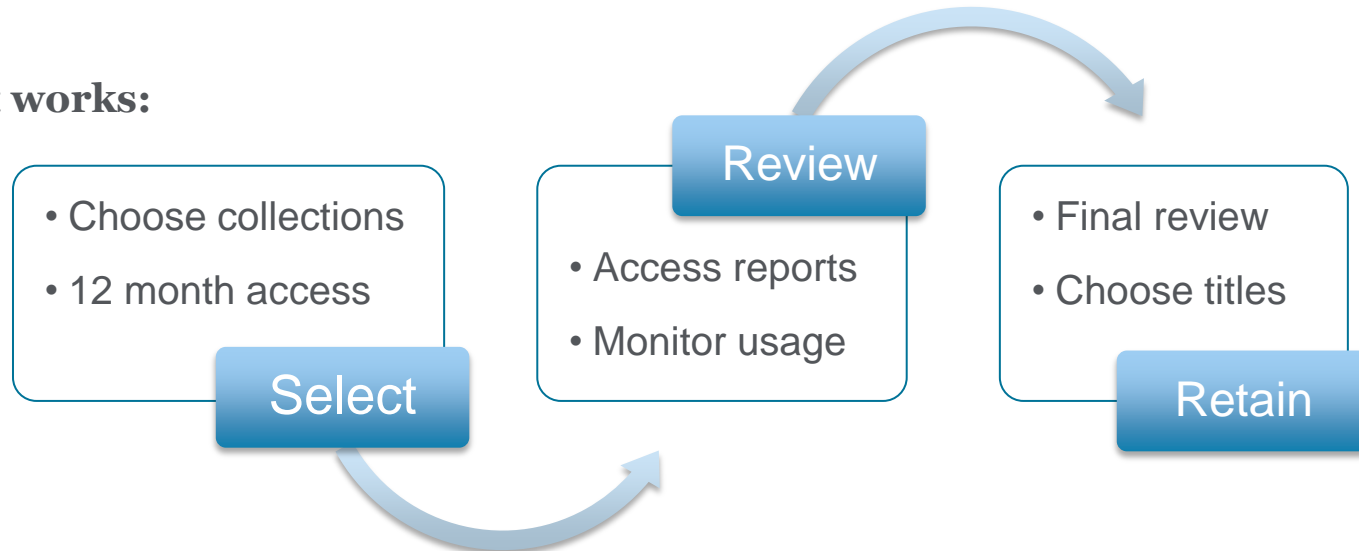 works:
• Choose collections
• 12 month access
Select
Review
• Access reports
• Monitor usage
• Final review
• Choose titles
Retain